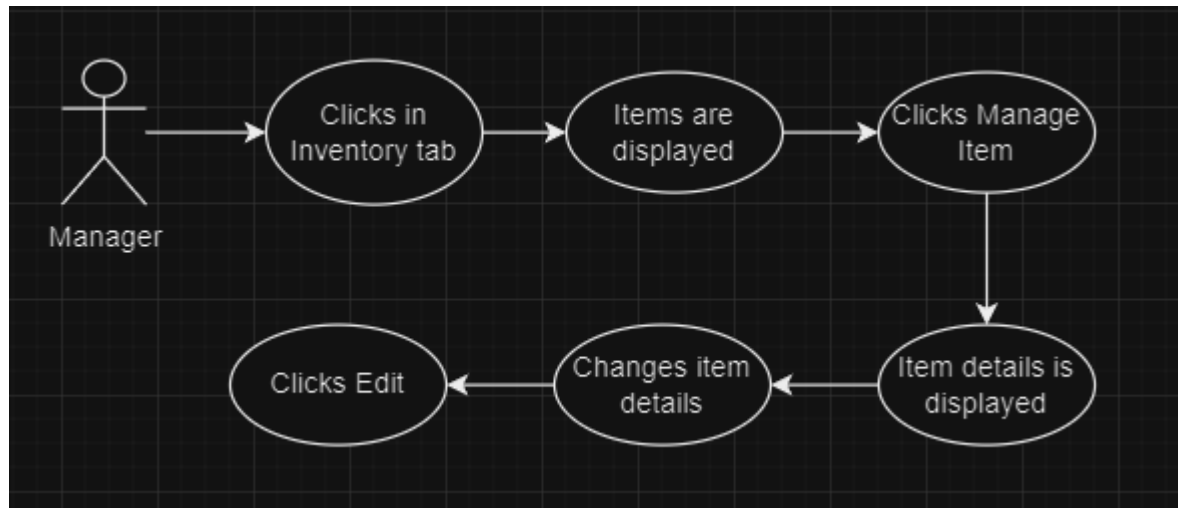 Clicks in
Inventory tab
Items are
displayed
Clicks Manage
Item
Manager
Item details is
displayed
Changes item
details
Clicks Edit